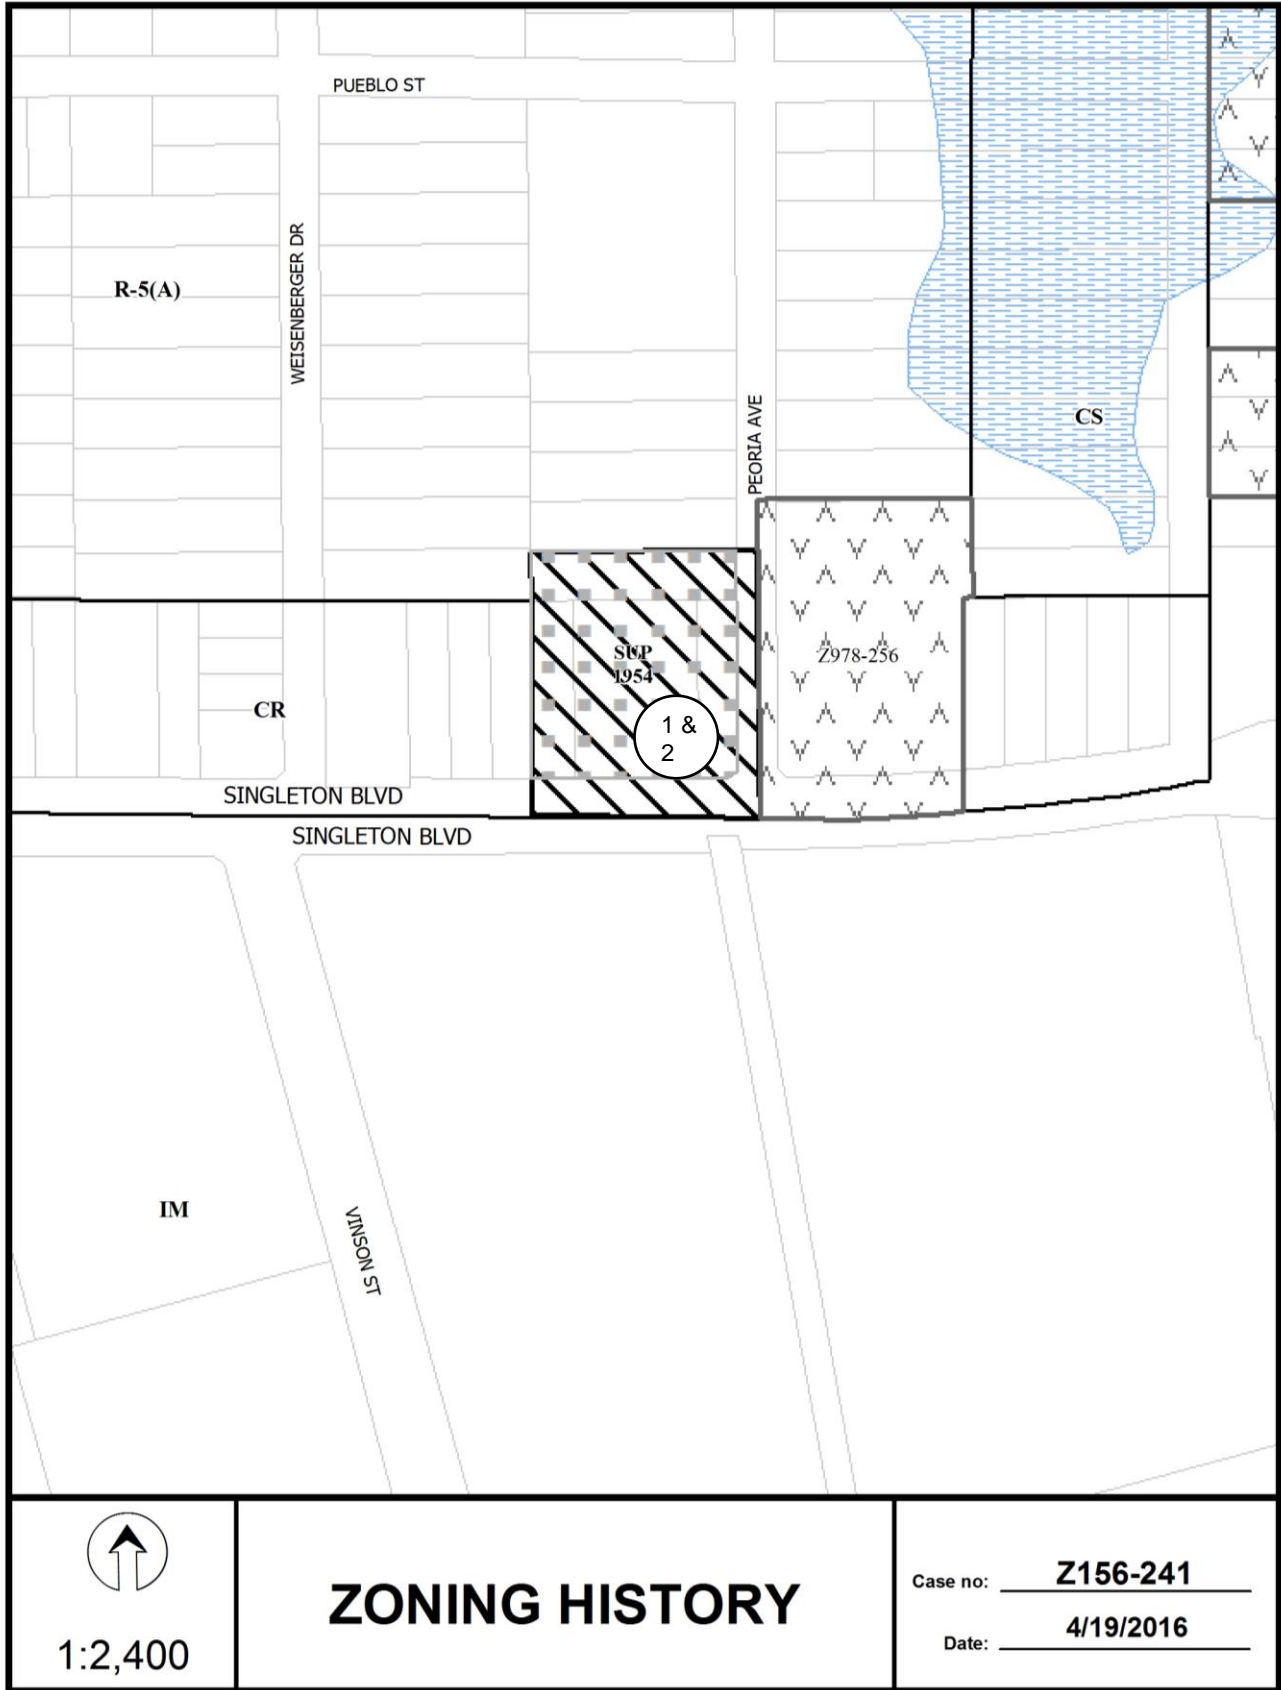 PUEBLO ST
WEISENBERGER DR
R-5(A)
PEORIA AVE
CS
SUP
1954
Z978-256
CR
1 &
2
SINGLETON BLVD
SINGLETON BLVD
IM
VINSON ST
1:2,400
ZONING HISTORY
Case no: Z156-241
Date: 4/19/2016